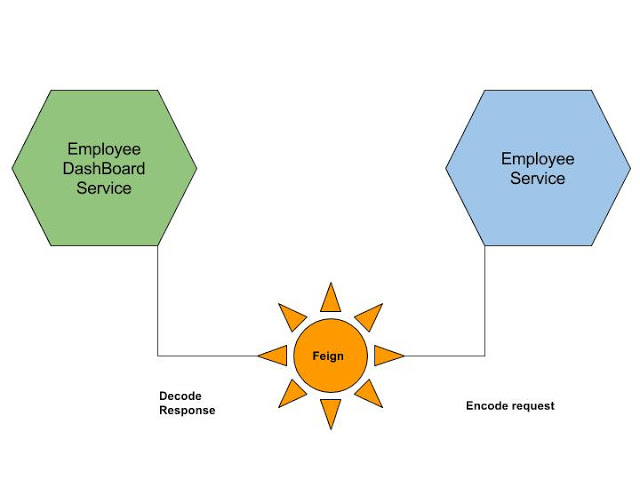 Employee
DashBoard
Service
Employee
Service
Feign
Decode
Response
Encode request